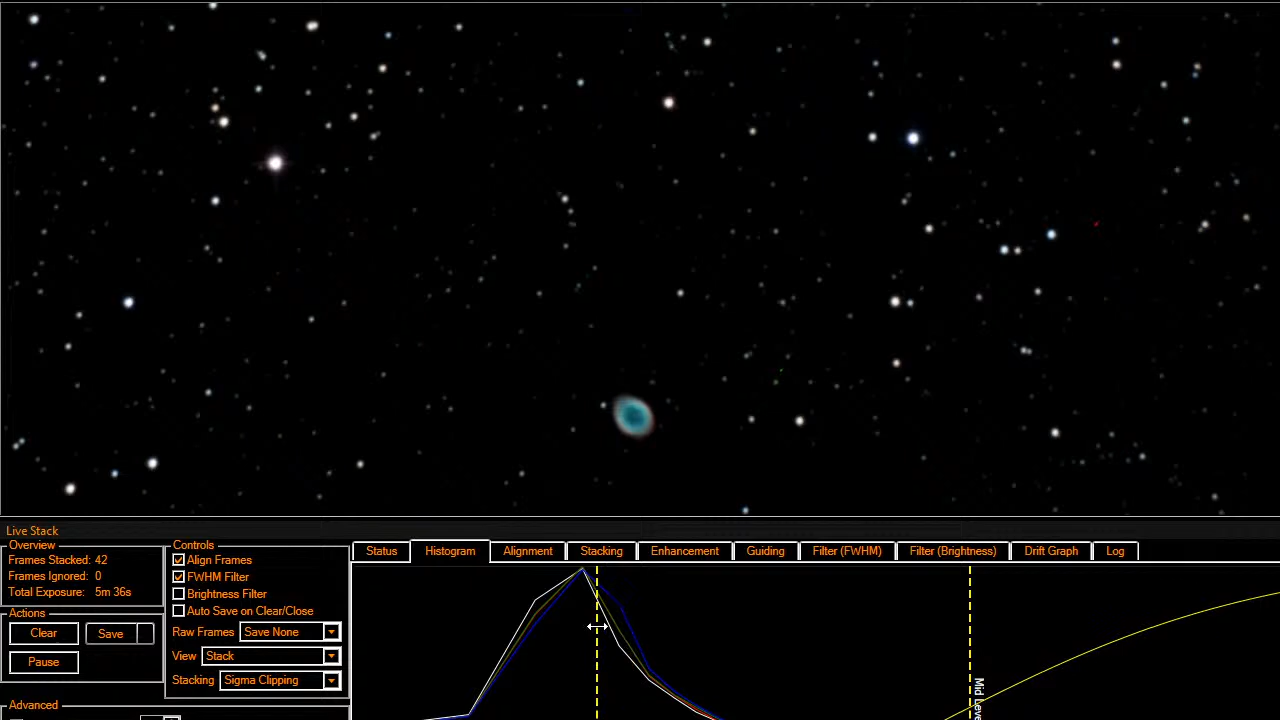 Live Stack
Overview
Frames Stacked: 42
Frames Ignored: 0
Total Exposure: 5m 36s
Actions
Clear
Save
Pause
Controls
Align Frames
FWHM Filter
Brightness Filter
Auto Save on Clear/Close
Raw Frames Save None
View Stack
Stacking Sigma Clipping
Advanced
Status Histogram Alignment Stacking Enhancement Guiding Filter (FWHM) Filter (Brightness) Drift Graph Log
Mid